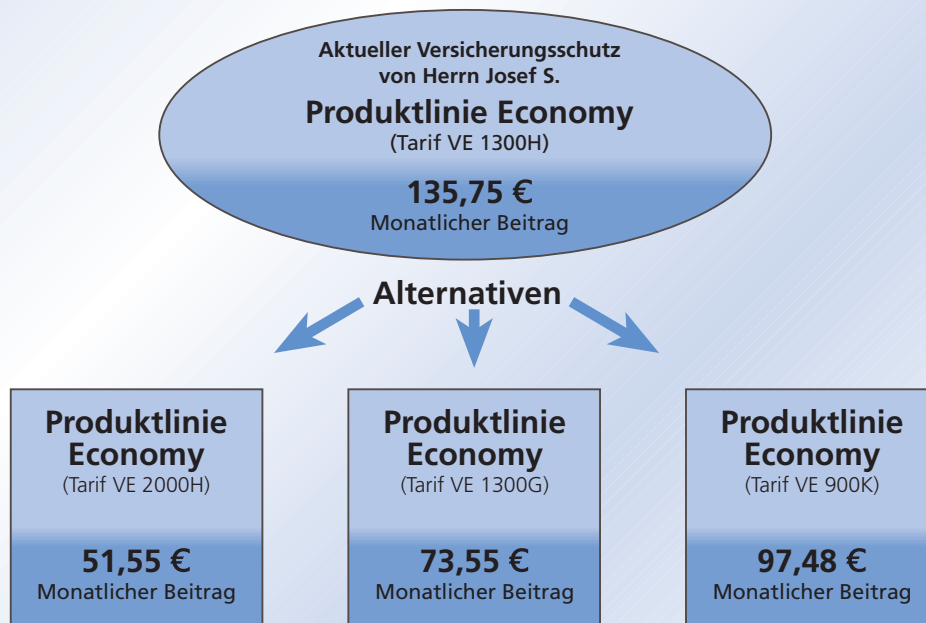 Aktueller Versicherungsschutz
von Herrn Josef S.
Produktlinie Economy
(Tarif VE 1300H)
135,75 €
Monatlicher Beitrag
Alternativen
Produktlinie
Economy
(Tarif VE 2000H)
51,55 €
Monatlicher Beitrag
Produktlinie
Economy
(Tarif VE 1300G)
73,55 €
Monatlicher Beitrag
Produktlinie
Economy
(Tarif VE 900K)
97,48 €
Monatlicher Beitrag